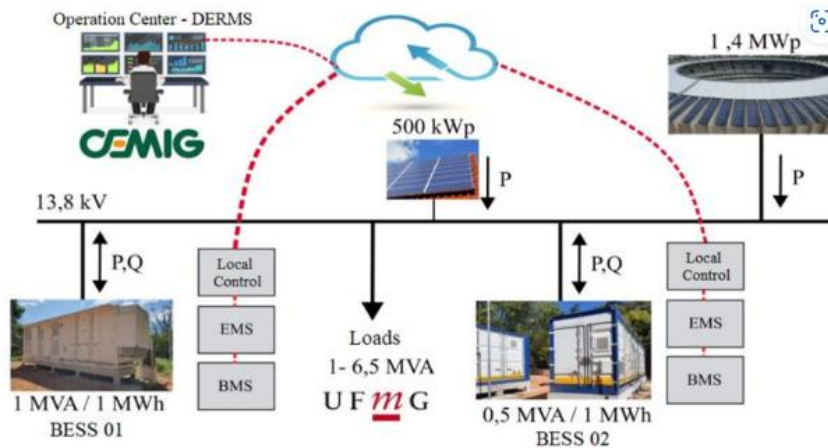 Operation Center - DERMS
CEMIG
1 ,4 MWp
500 kWp
P
P
13,8 kV
P,Q
Local
Control
EMS
BMS
Loads
1- 6,5 MVA
UFmG
P,Q
Local
Control
EMS
BMS
1 MVA / 1 MWh
BESS 01
0,5 MVA / 1 MWh
BESS 02